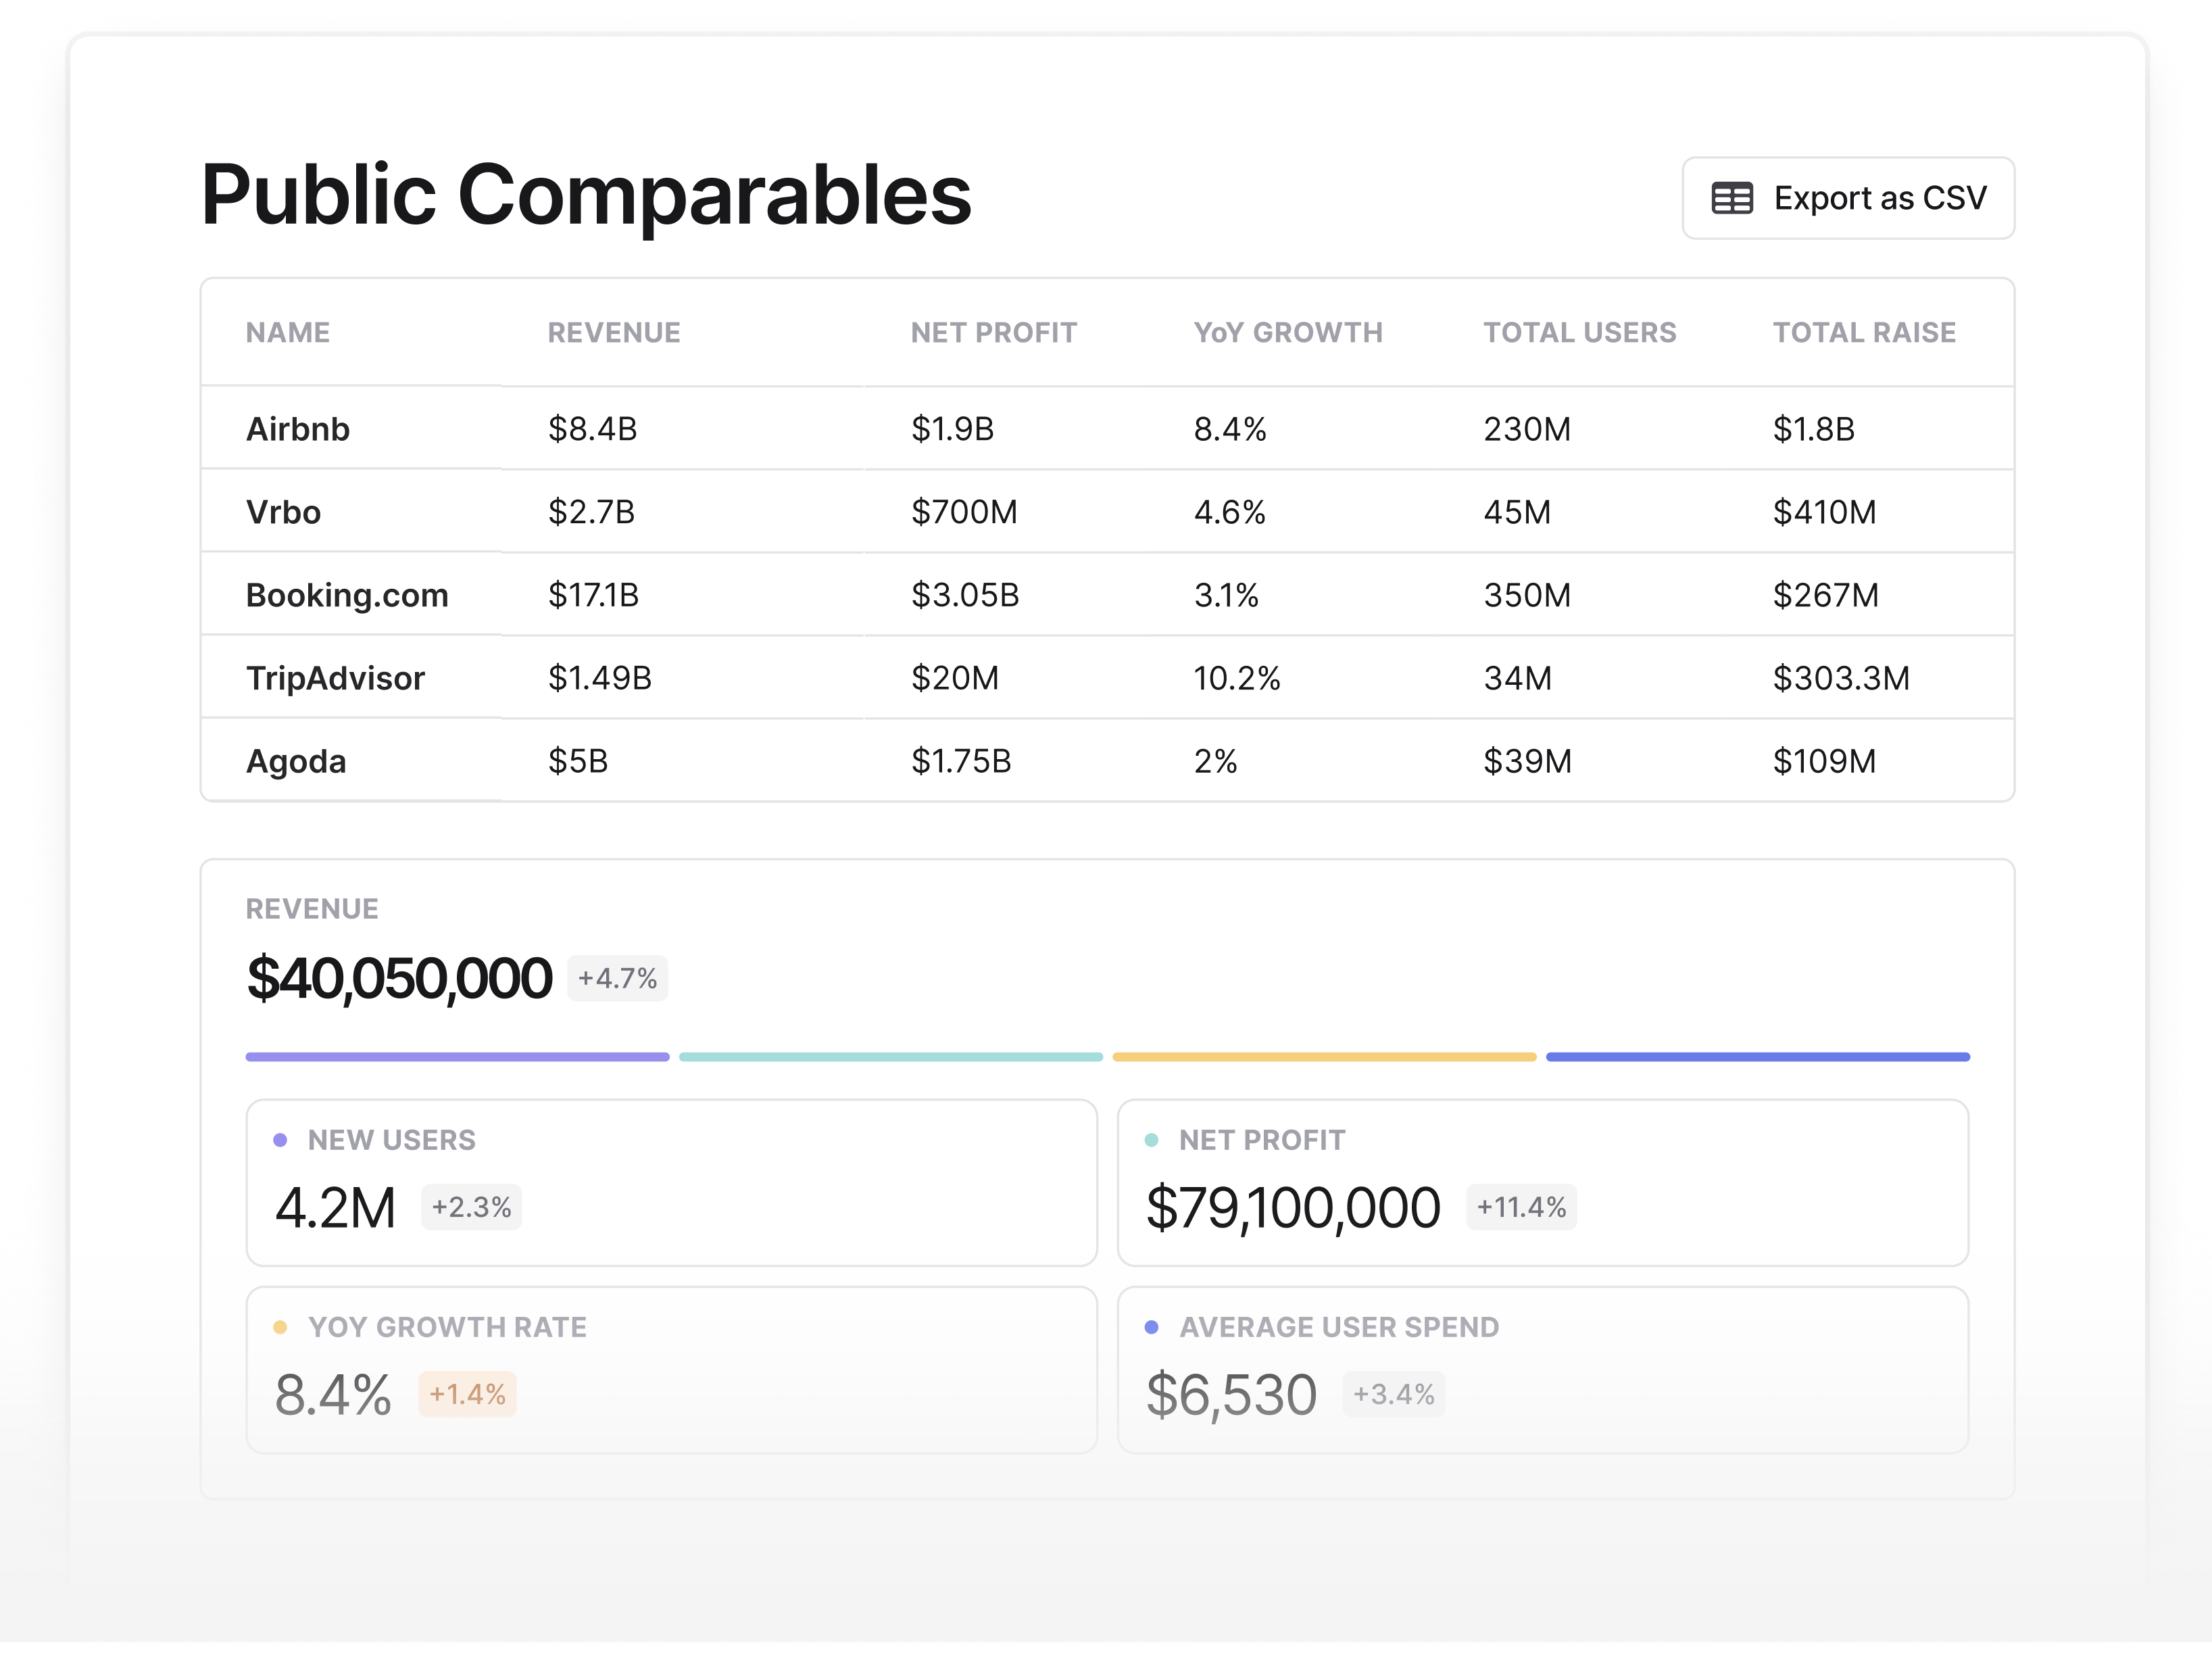 Public Comparables
Export as CSV
NAME REVENUE NET PROFIT YoY GROWTH TOTAL USERS TOTAL RAISE
Airbnb $8.4B $1.9B 8.4% 230M $1.8B
Vrbo $2.7B $700M 4.6% 45M $410M
Booking.com $17.1B $3.05B 3.1% 350M $267M
TripAdvisor $1.49B $20M 10.2% 34M $303.3M
Agoda $5B $1.75B 2% $39M $109M
REVENUE
$40,050,000 +4.7%
NEW USERS
4.2M +2.3%
NET PROFIT
$79,100,000 +11.4%
YOY GROWTH RATE
8.4% +1.4%
AVERAGE USER SPEND
$6,530 +3.4%